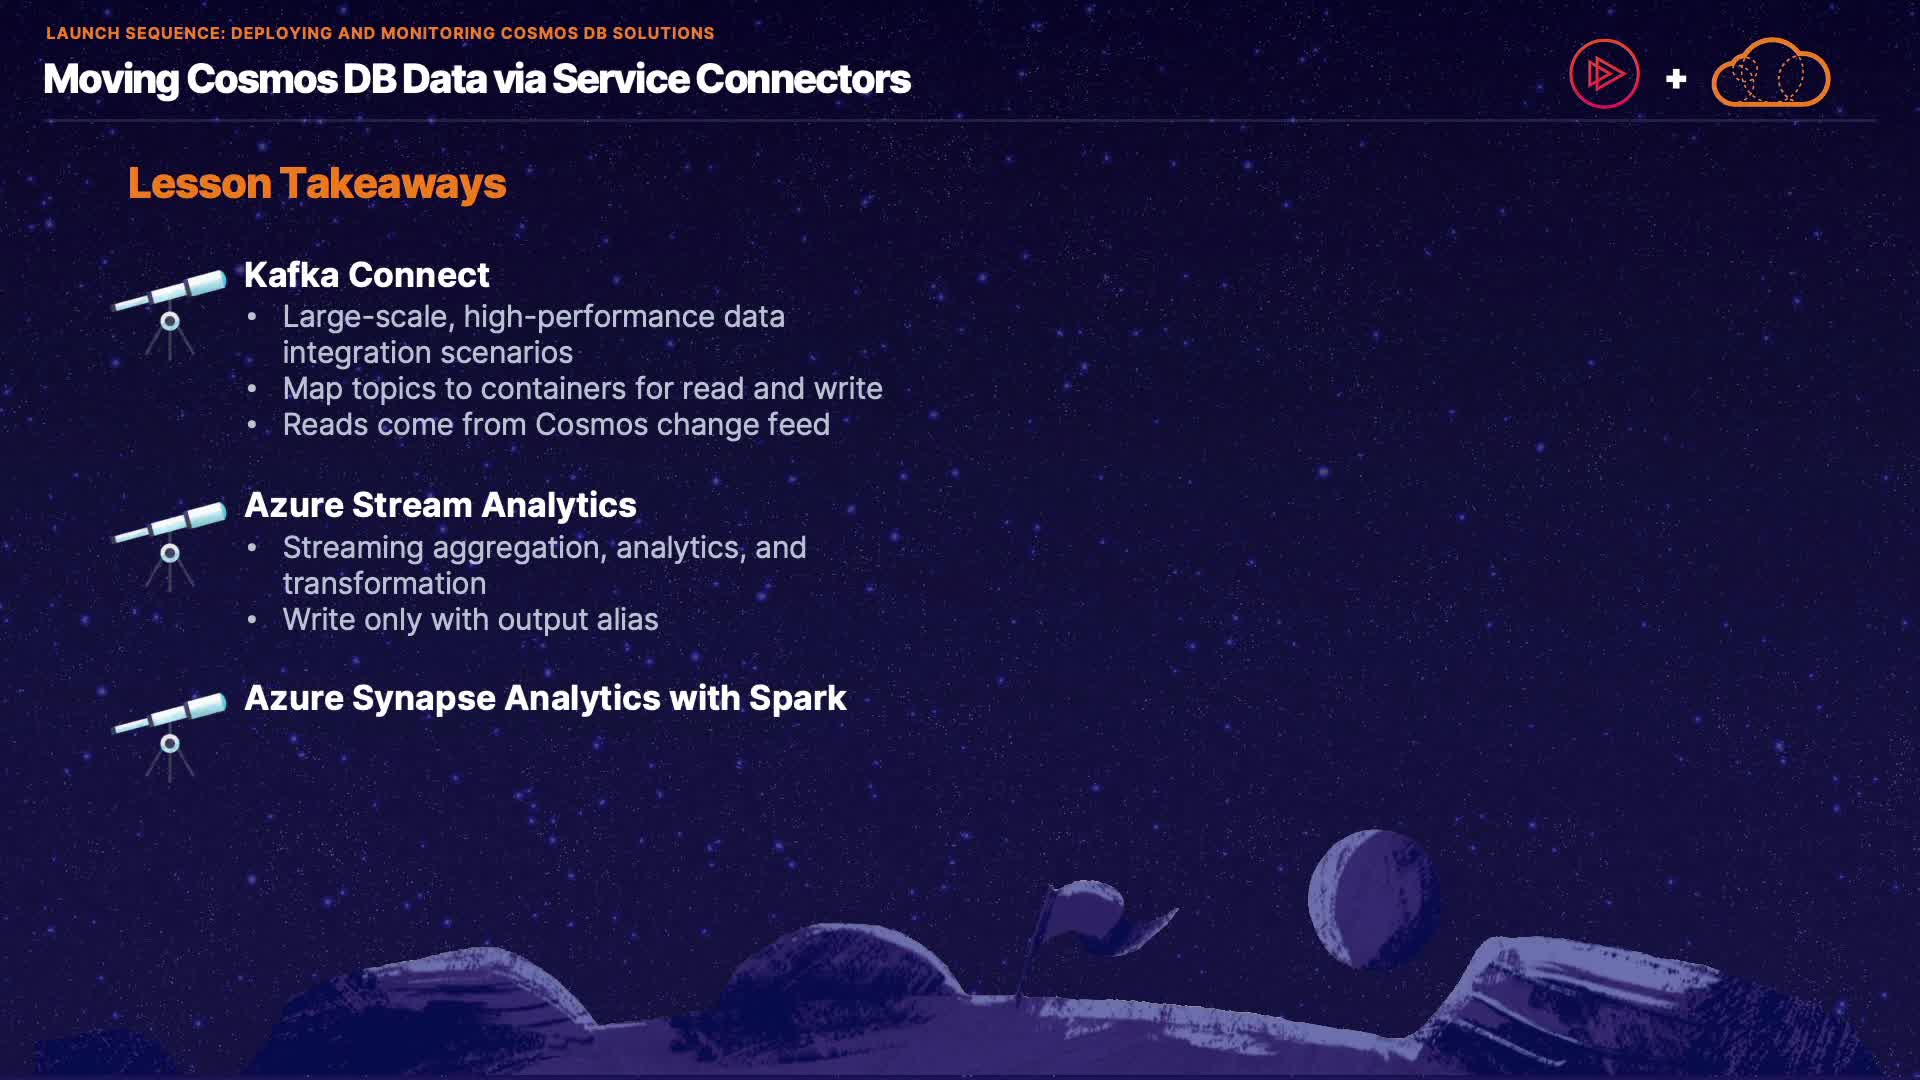 LAUNCH SEQUENCE: DEPLOYING AND MONITORING COSMOS DB SOLUTIONS
Moving Cosmos DB Data via Service Connectors
+
Lesson Takeaways
Kafka Connect
• Large-scale, high-performance data
integration scenarios
• Map topics to containers for read and write
• Reads come from Cosmos change feed
Azure Stream Analytics
• Streaming aggregation, analytics, and
transformation
• Write only with output alias
Azure Synapse Analytics with Spark